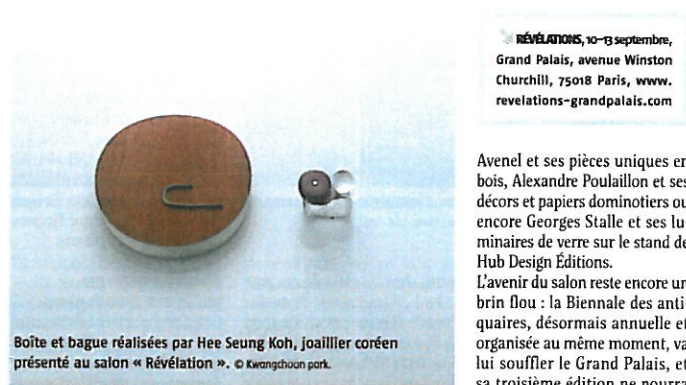 RÉVÉLATIONS, 10-13 septembre,
Grand Palais, avenue Winston
Churchill, 75018 Paris, www.
revelations-grandpalais.com
Avenel et ses pièces uniques en
bois, Alexandre Poulaillon et ses
décors et papiers dominotiers ou
encore Georges Stalle et ses lu-
minaires de verre sur le stand de
Hub Design Éditions.
L'avenir du salon reste encore un
brin flou : la Biennale des anti-
quaires, désormais annuelle et
organisée au même moment, va
lui souffler le Grand Palais, et
sa troisième édition ne pourra
Boîte et bague réalisées par Hee Seung Koh, joaillier coréen
présenté au salon « Révélation ». © Kwangchoon park.